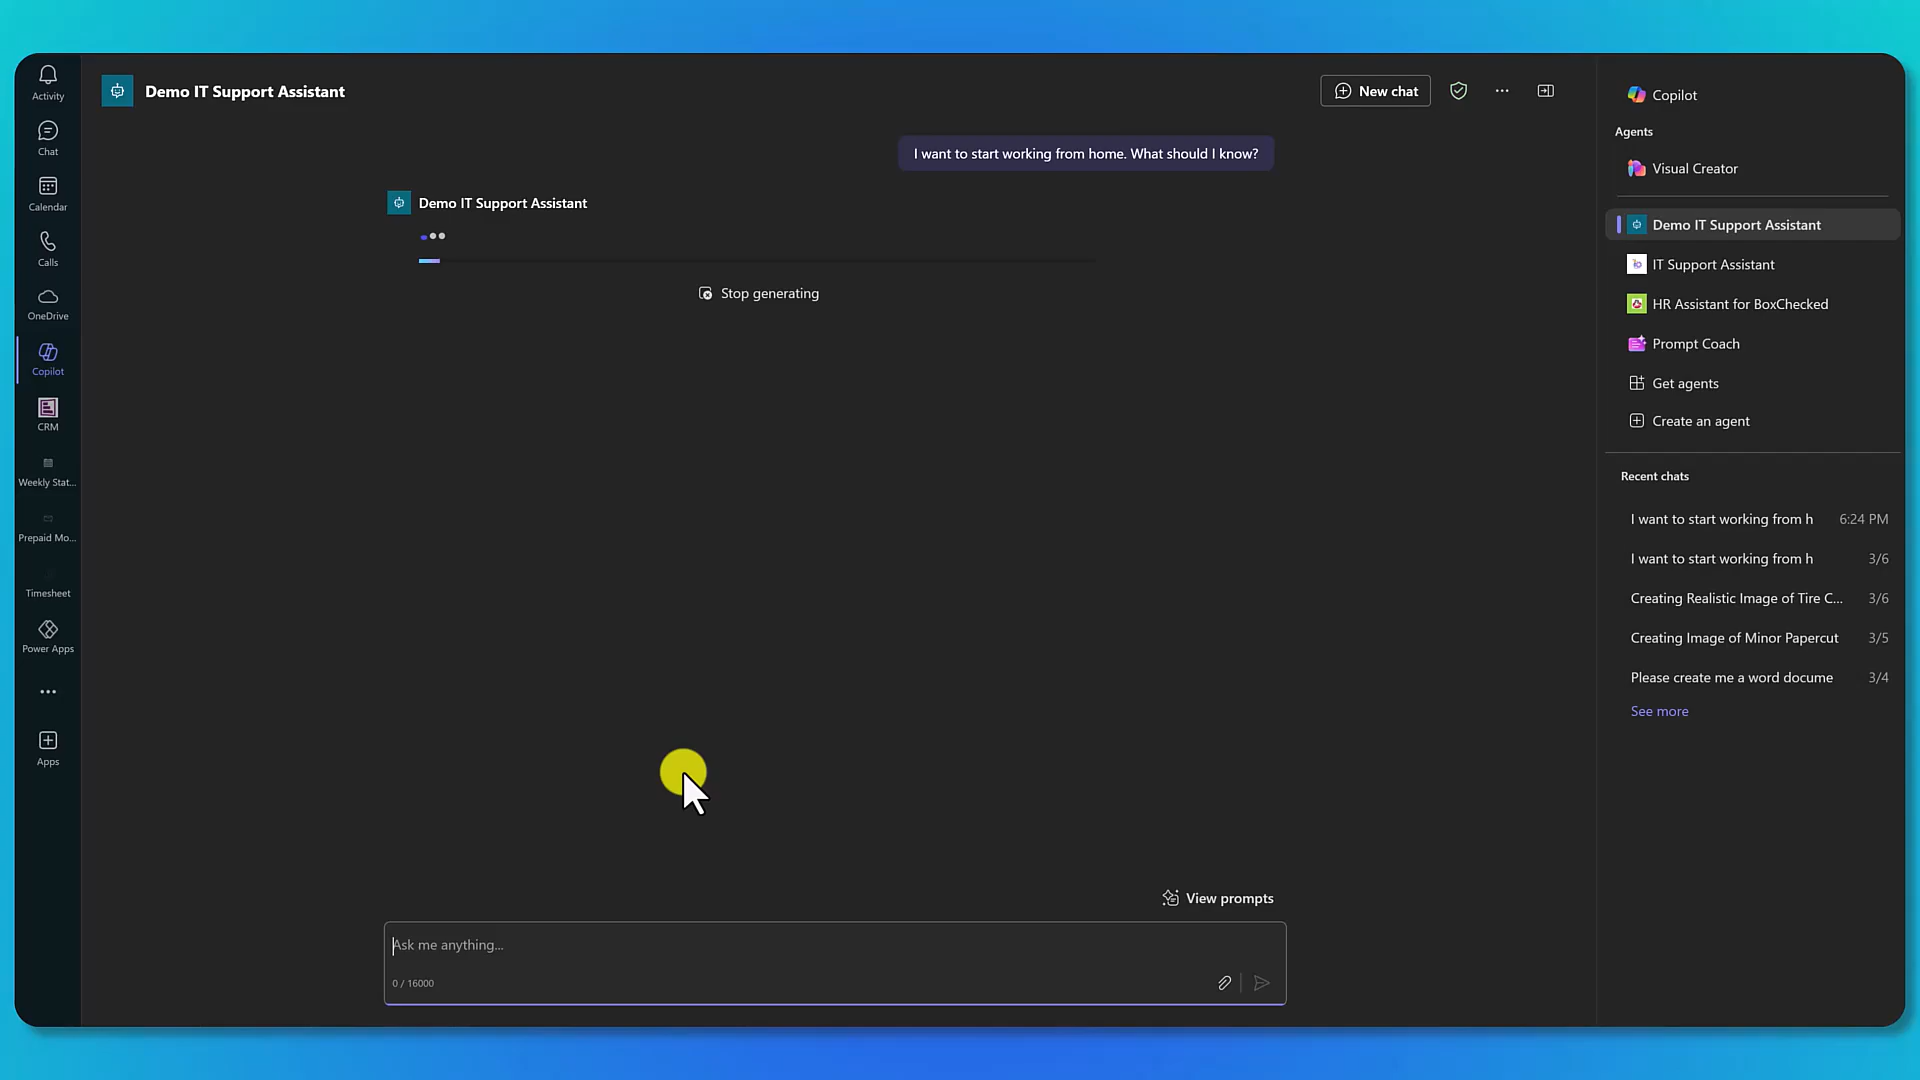 Activity
Chat
Calendar
Calls
OneDrive
Copilot
CRM
Weekly Stat...
Prepaid Mo...
Timesheet
Power Apps
Apps
Demo IT Support Assistant
New chat
I want to start working from home. What should I know?
Demo IT Support Assistant
Stop generating
View prompts
Ask me anything...
0 / 16000
Copilot
Agents
Visual Creator
Demo IT Support Assistant
IT Support Assistant
HR Assistant for BoxChecked
Prompt Coach
Get agents
Create an agent
Recent chats
I want to start working from h 6:24 PM
I want to start working from h 3/6
Creating Realistic Image of Tire C... 3/6
Creating Image of Minor Papercut 3/5
Please create me a word docume 3/4
See more